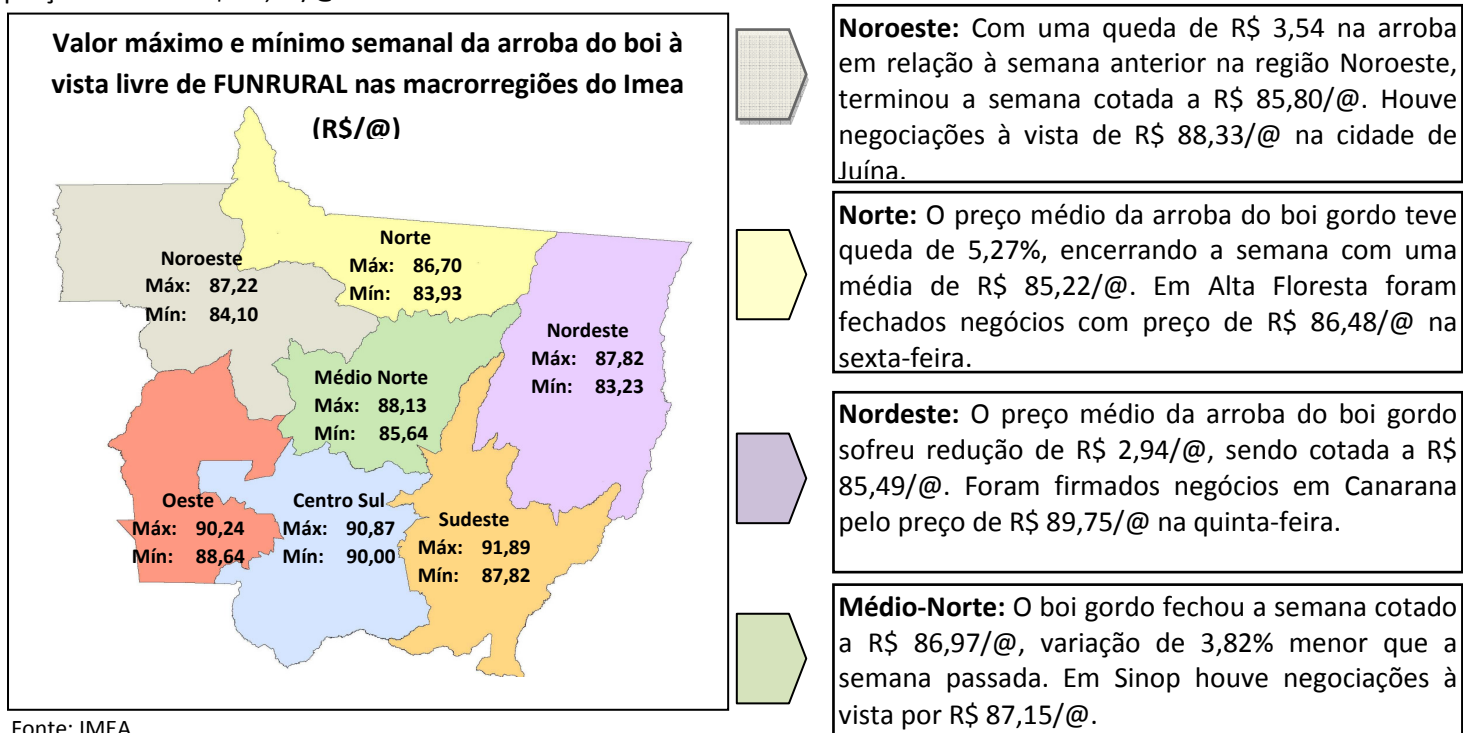 Valor máximo e mínimo semanal da arroba do boi à
vista livre de FUNRURAL nas macrorregiões do Imea
(R$/@)
Norte
Máx: 86,70
Mín: 83,93
Noroeste
Máx: 87,22
Mín: 84,10
Nordeste
Máx: 87,82
Mín: 83,23
Médio Norte
Máx: 88,13
Mín: 85,64
Oeste
Máx: 90,24
Mín: 88,64
Centro Sul
Máx: 90,87
Mín: 90,00
Sudeste
Máx: 91,89
Mín: 87,82
Fonte: IMEA
Noroeste: Com uma queda de R$ 3,54 na arroba
em relação à semana anterior na região Noroeste,
terminou a semana cotada a R$ 85,80/@. Houve
negociações à vista de R$ 88,33/@ na cidade de
Juína.
Norte: O preço médio da arroba do boi gordo teve
queda de 5,27%, encerrando a semana com uma
média de R$ 85,22/@. Em Alta Floresta foram
fechados negócios com preço de R$ 86,48/@ na
sexta-feira.
Nordeste: O preço médio da arroba do boi gordo
sofreu redução de R$ 2,94/@, sendo cotada a R$
85,49/@. Foram firmados negócios em Canarana
pelo preço de R$ 89,75/@ na quinta-feira.
Médio-Norte: O boi gordo fechou a semana cotado
a R$ 86,97/@, variação de 3,82% menor que a
semana passada. Em Sinop houve negociações à
vista por R$ 87,15/@.